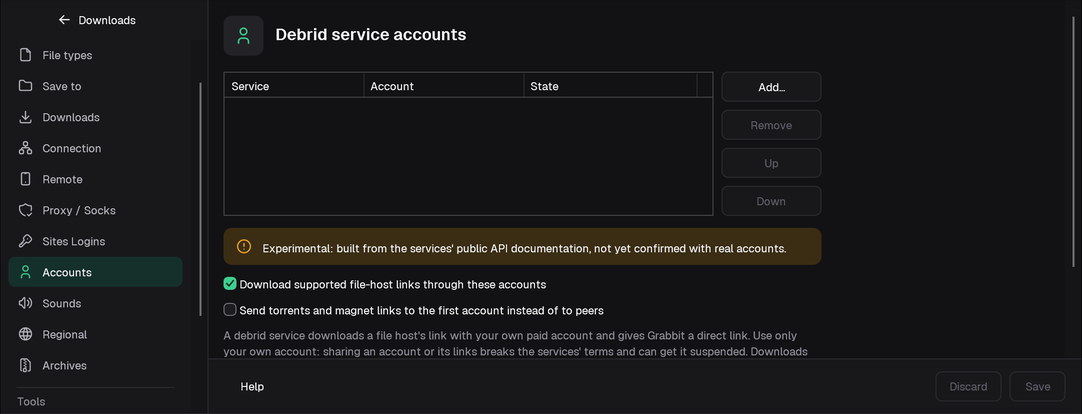 Downloads
File types
Save to
Downloads
Connection
Remote
Proxy / Socks
Sites Logins
Accounts
Sounds
Regional
Archives
Tools
Debrid service accounts
Service Account State
Add...
Remove
Up
Down
Experimental: built from the services' public API documentation, not yet confirmed with real accounts.
Download supported file-host links through these accounts
Send torrents and magnet links to the first account instead of to peers
A debrid service downloads a file host's link with your own paid account and gives Grabbit a direct link. Use only
your own account: sharing an account or its links breaks the services' terms and can get it suspended. Downloads
Help
Discard
Save